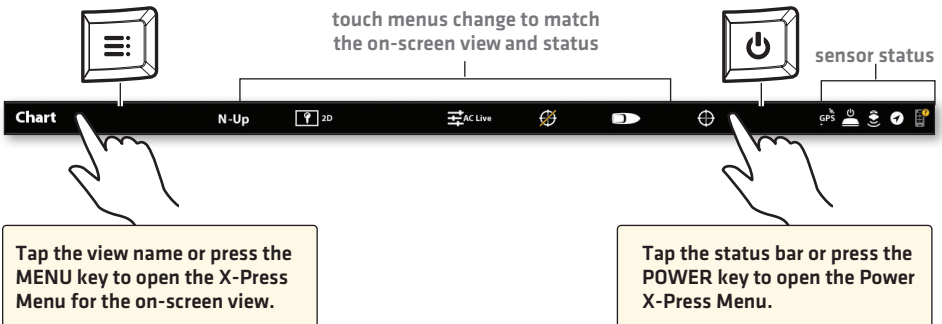 touch menus change to match
the on-screen view and status
sensor status
Chart N-Up 2D AC Live GPS
Tap the view name or press the
MENU key to open the X-Press
Menu for the on-screen view.
Tap the status bar or press the
POWER key to open the Power
X-Press Menu.